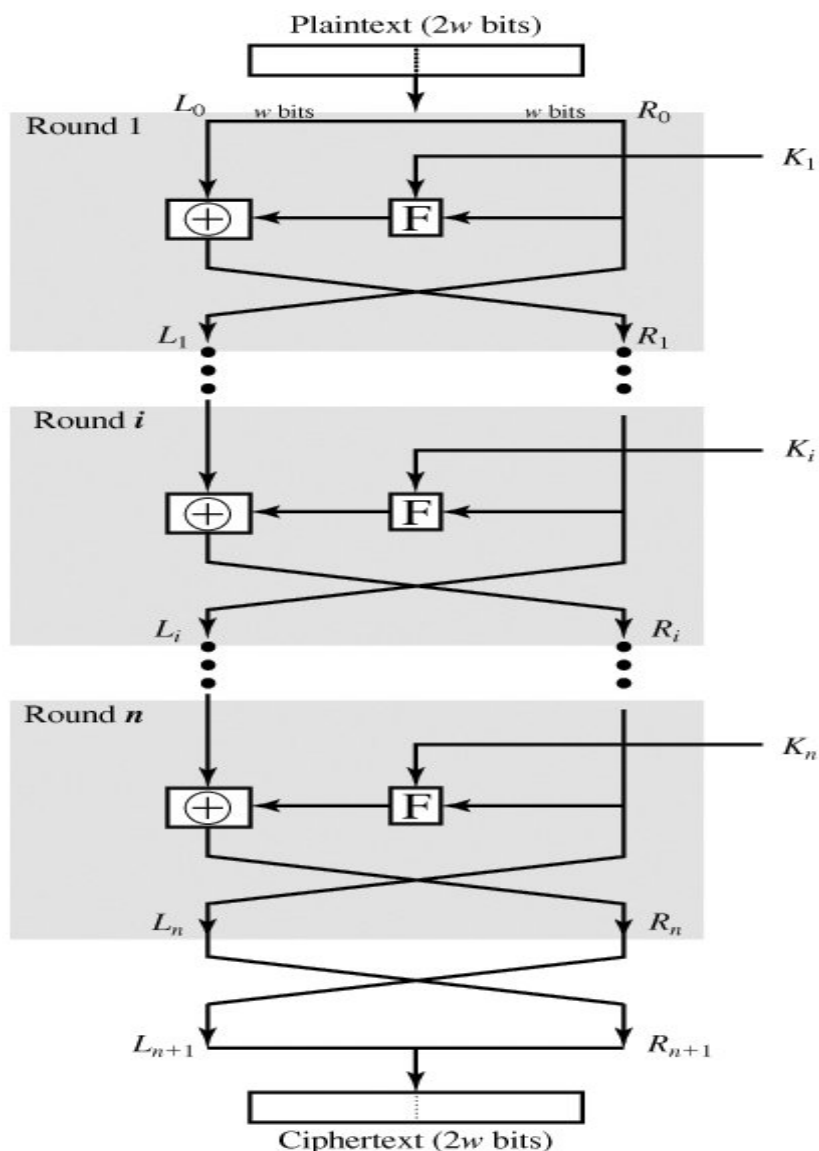 Plaintext (2w bits)
L₀ w bits w bits R₀
Round 1
K₁
⊕ F
L₁ R₁
Round i
Kᵢ
⊕ F
Lᵢ Rᵢ
Round n
Kₙ
⊕ F
Lₙ Rₙ
Lₙ₊₁ Rₙ₊₁
Ciphertext (2w bits)